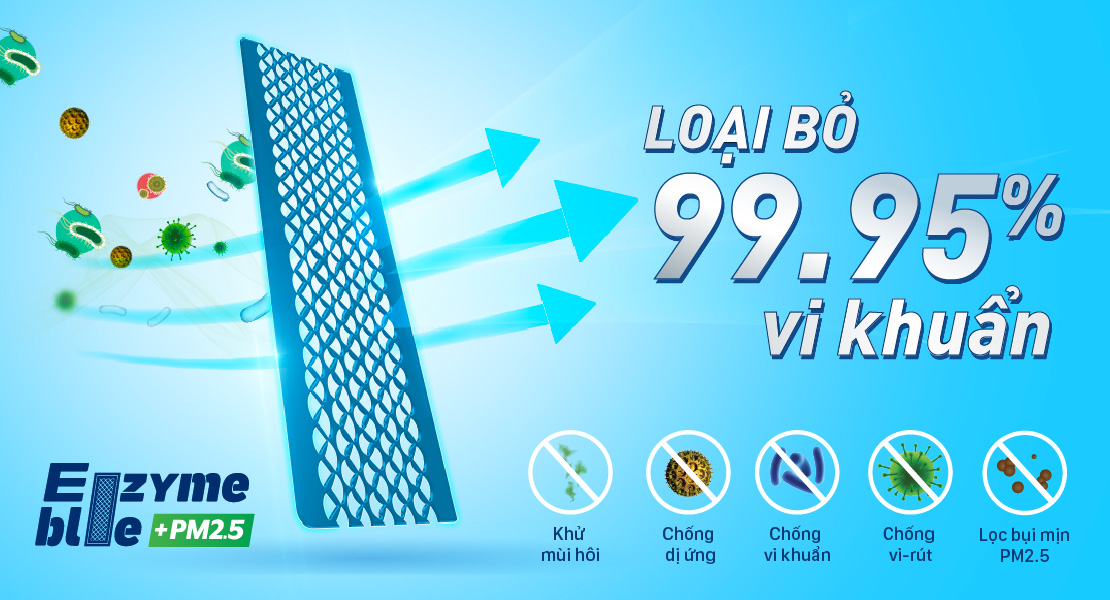 LOẠI BỎ
99.95%
vi khuẩn
Enzyme
blue +PM2.5
Khử
mùi hôi
Chống
dị ứng
Chống
vi khuẩn
Chống
vi-rút
Lọc bụi mịn
PM2.5